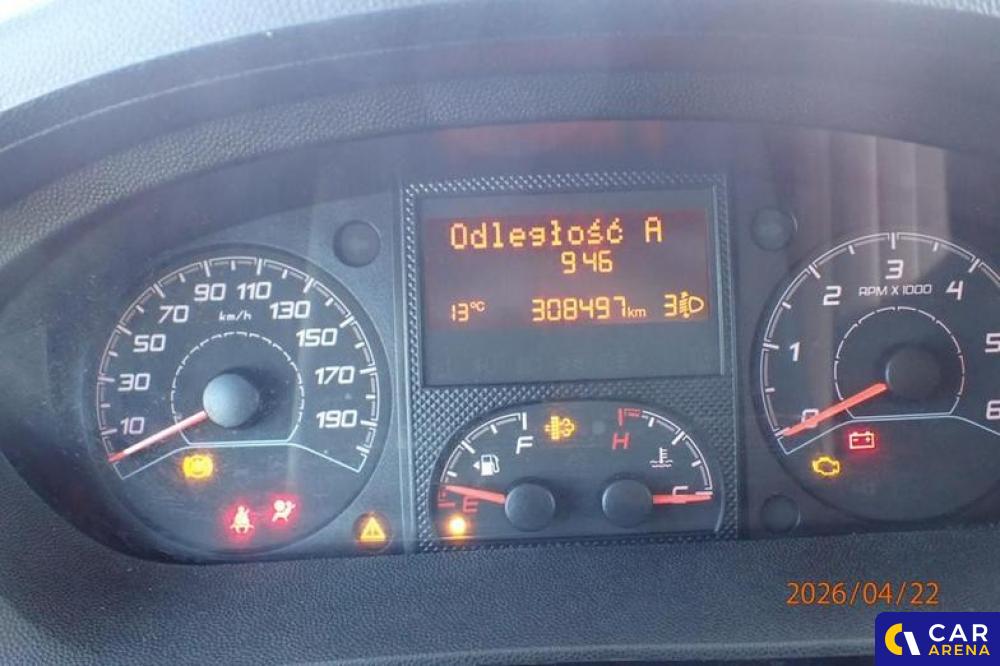 Odległość A
946
13°C 308497km 3
10 30 50 70 90 110 130 150 170 190
km/h
0 1 2 3 4 5 6
RPM X 1000
E F
H C
2026/04/22
CAR
ARENA